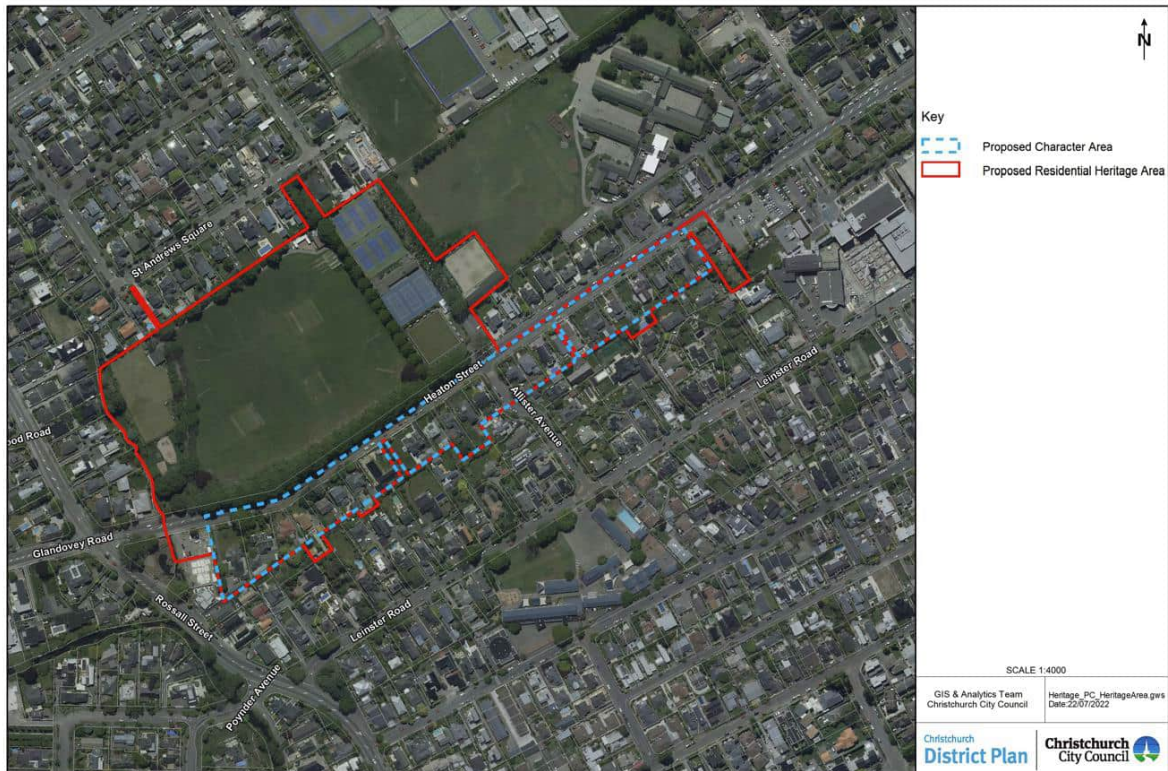 N
Key
Proposed Character Area
Proposed Residential Heritage Area
St Andrews Square
Heaton Street
Allister Avenue
Leinster Road
ood Road
Glandovey Road
Rossall Street
Leinster Road
Poynder Avenue
SCALE 1:4000
GIS & Analytics Team
Christchurch City Council
Heritage_PC_HeritageArea.gws
Date:22/07/2022
Christchurch
District Plan
Christchurch
City Council